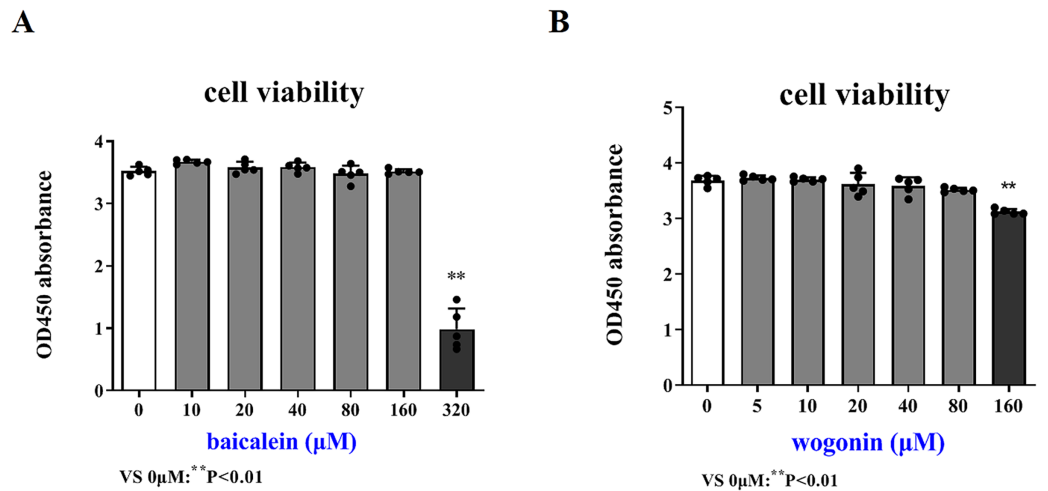 A
cell viability
4
3
2
1
0
OD450 absorbance
**
0 10 20 40 80 160 320
baicalein (μM)
VS 0μM:**P<0.01
B
cell viability
5
4
3
2
1
0
OD450 absorbance
**
0 5 10 20 40 80 160
wogonin (μM)
VS 0μM:**P<0.01